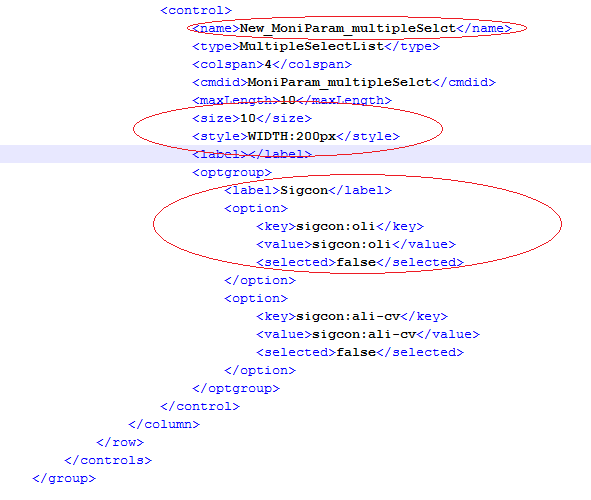 <control>
<name>New_MoniParam_multipleSelct</name>
<type>MultipleSelectList</type>
<colspan>4</colspan>
<cmdid>MoniParam_multipleSelct</cmdid>
<maxLength>10</maxLength>
<size>10</size>
<style>WIDTH:200px</style>
<label></label>
<optgroup>
<label>Sigcon</label>
<option>
<key>sigcon:oli</key>
<value>sigcon:oli</value>
<selected>false</selected>
</option>
<option>
<key>sigcon:ali-cv</key>
<value>sigcon:ali-cv</value>
<selected>false</selected>
</option>
</optgroup>
</control>
</column>
</row>
</controls>
</group>